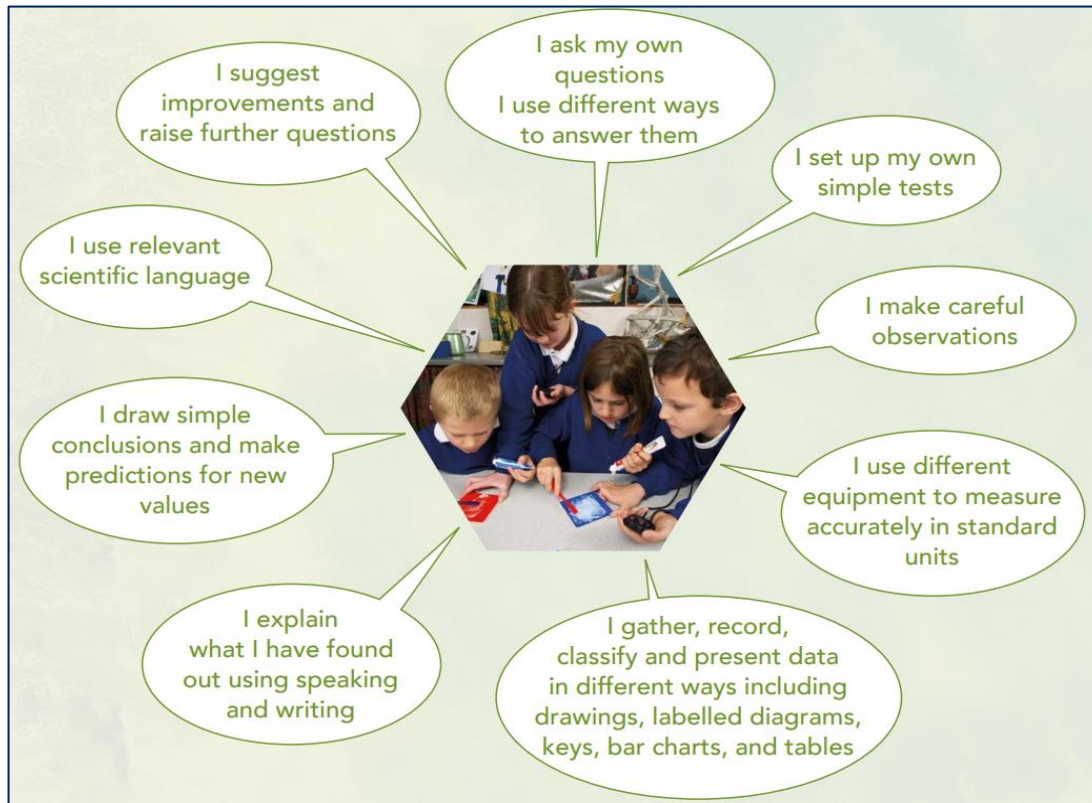 I ask my own
questions
I use different ways
to answer them
I set up my own
simple tests
I make careful
observations
I use different
equipment to measure
accurately in standard
units
I gather, record,
classify and present data
in different ways including
drawings, labelled diagrams,
keys, bar charts, and tables
I explain
what I have found
out using speaking
and writing
I draw simple
conclusions and make
predictions for new
values
I use relevant
scientific language
I suggest
improvements and
raise further questions